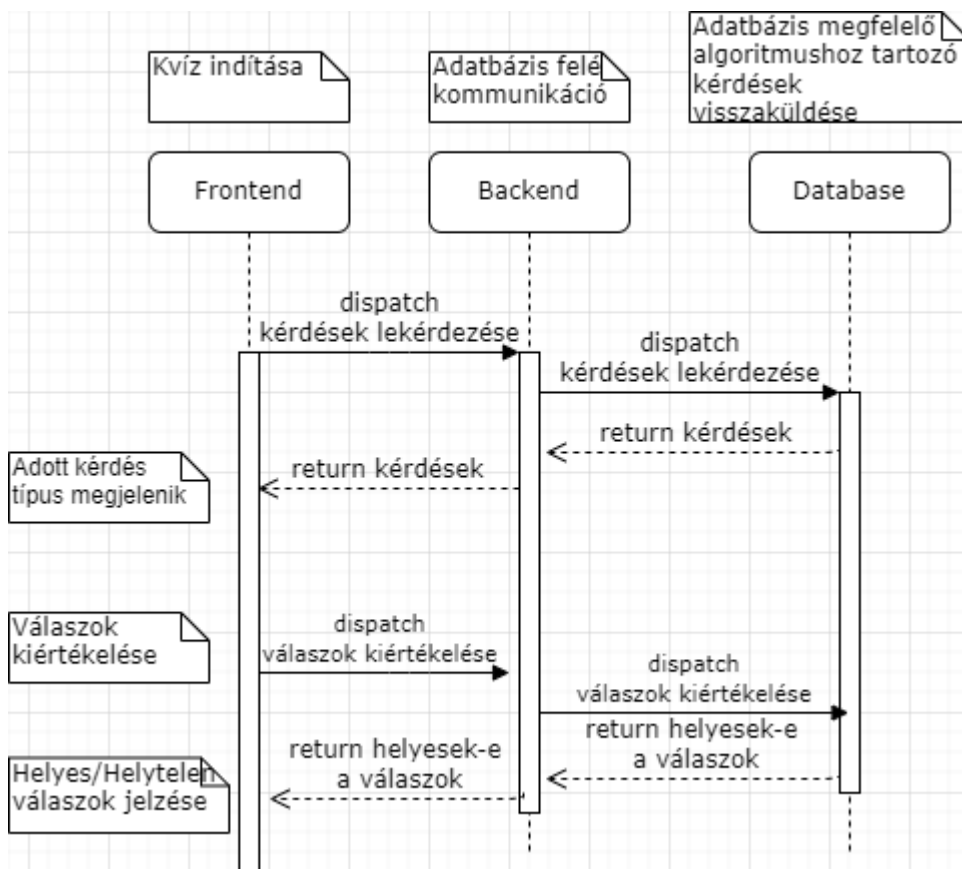 Kvíz indítása
Adatbázis felé
kommunikáció
Adatbázis megfelelő
algoritmushoz tartozó
kérdések
visszaküldése
Frontend
Backend
Database
dispatch
kérdések lekérdezése
dispatch
kérdések lekérdezése
return kérdések
return kérdések
Adott kérdés
típus megjelenik
Válaszok
kiértékelése
dispatch
válaszok kiértékelése
dispatch
válaszok kiértékelése
return helyesek-e
a válaszok
return helyesek-e
a válaszok
Helyes/Helytelen
válaszok jelzése